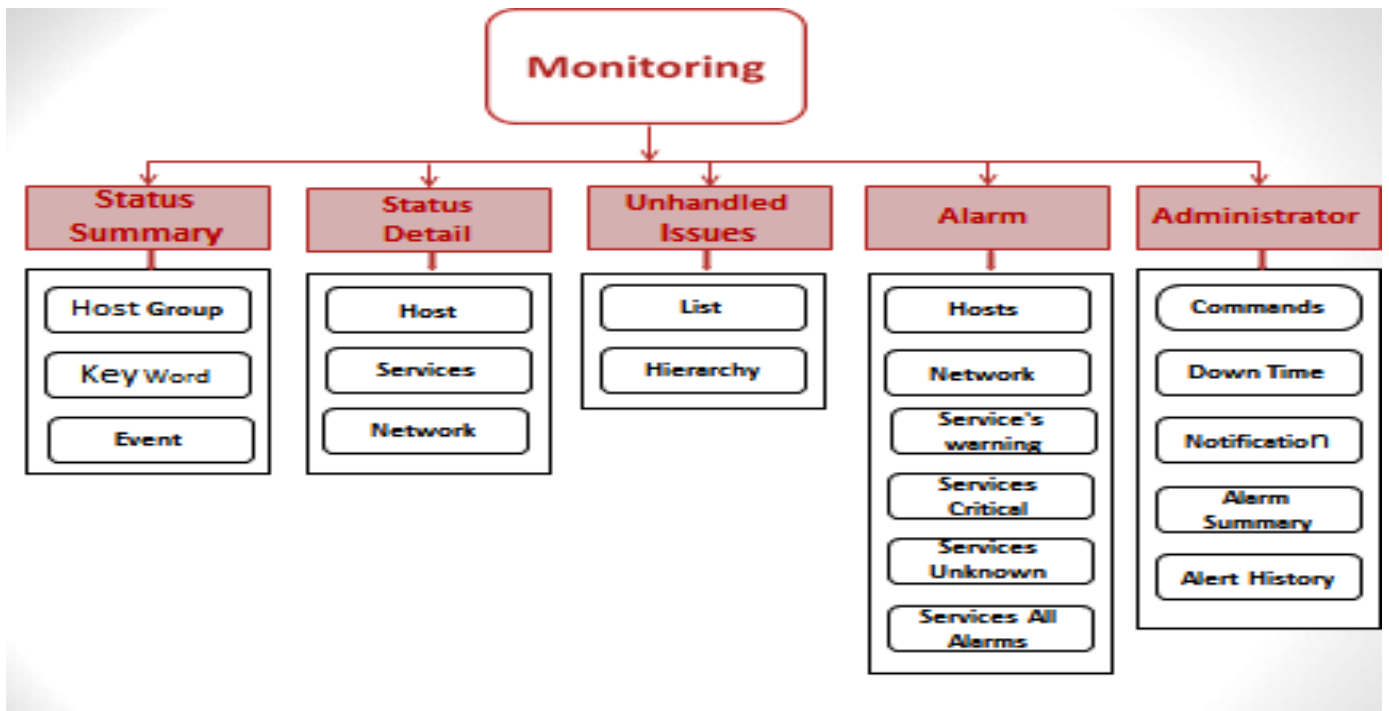 Monitoring
Status
Summary
Host Group
Key Word
Event
Status
Detail
Host
Services
Network
Unhandled
Issues
List
Hierarchy
Alarm
Hosts
Network
Service's
warning
Services
Critical
Services
Unknown
Services All
Alarms
Administrator
Commands
Down Time
Notification
Alarm
Summary
Alert History